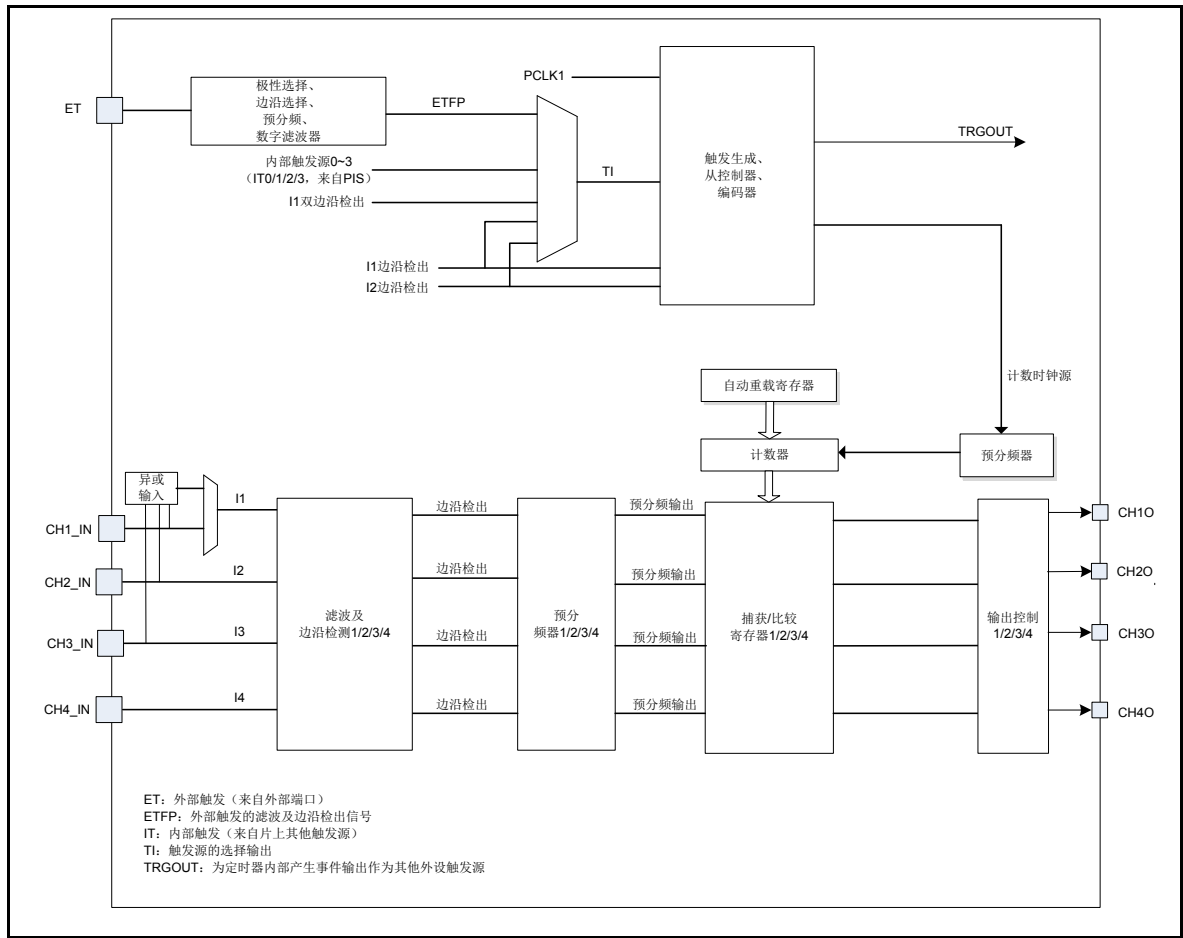 PCLK1
ET
极性选择、
边沿选择、
预分频、
数字滤波器
ETFP
内部触发源0~3
（IT0/1/2/3，来自PIS）
I1双边沿检出
TI
I1边沿检出
I2边沿检出
触发生成、
从控制器、
编码器
TRGOUT
计数时钟源
自动重载寄存器
计数器
预分频器
异或
输入
CH1_IN
I1
CH2_IN
I2
CH3_IN
I3
CH4_IN
I4
滤波及
边沿检测1/2/3/4
边沿检出
边沿检出
边沿检出
边沿检出
预分
频器1/2/3/4
预分频输出
预分频输出
预分频输出
预分频输出
捕获/比较
寄存器1/2/3/4
输出控制
1/2/3/4
CH1O
CH2O
CH3O
CH4O
ET：外部触发（来自外部端口）
ETFP：外部触发的滤波及边沿检出信号
IT：内部触发（来自片上其他触发源）
TI：触发源的选择输出
TRGOUT：为定时器内部产生事件输出作为其他外设触发源